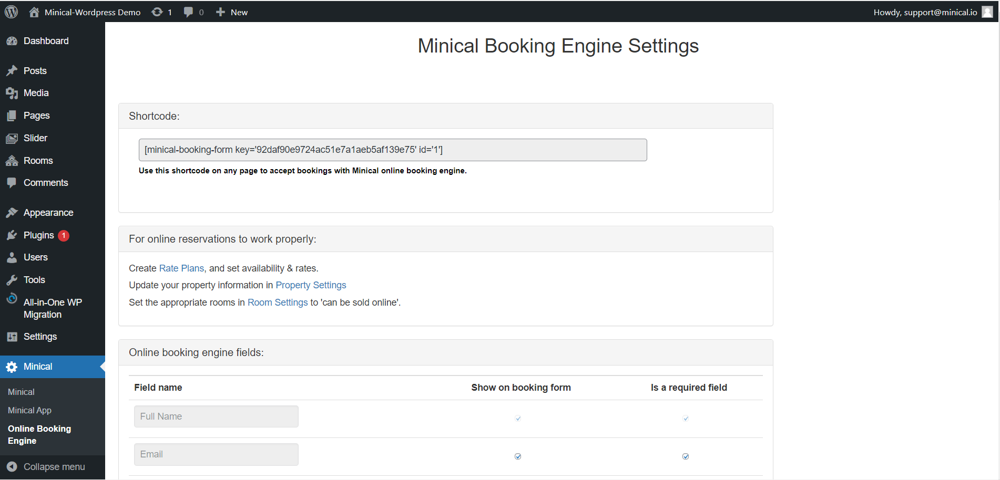 Minical-Wordpress Demo 1 0 New Howdy, support@minical.io
Dashboard
Posts
Media
Pages
Slider
Rooms
Comments
Appearance
Plugins 1
Users
Tools
All-in-One WP
Migration
Settings
Minical
Minical
Minical App
Online Booking
Engine
Collapse menu
Minical Booking Engine Settings
Shortcode:
[minical-booking-form key='92daf90e9724ac51e7a1aeb5af139e75' id='1']
Use this shortcode on any page to accept bookings with Minical online booking engine.
For online reservations to work properly:
Create Rate Plans, and set availability & rates.
Update your property information in Property Settings
Set the appropriate rooms in Room Settings to 'can be sold online'.
Online booking engine fields:
Field name Show on booking form Is a required field
Full Name
Email